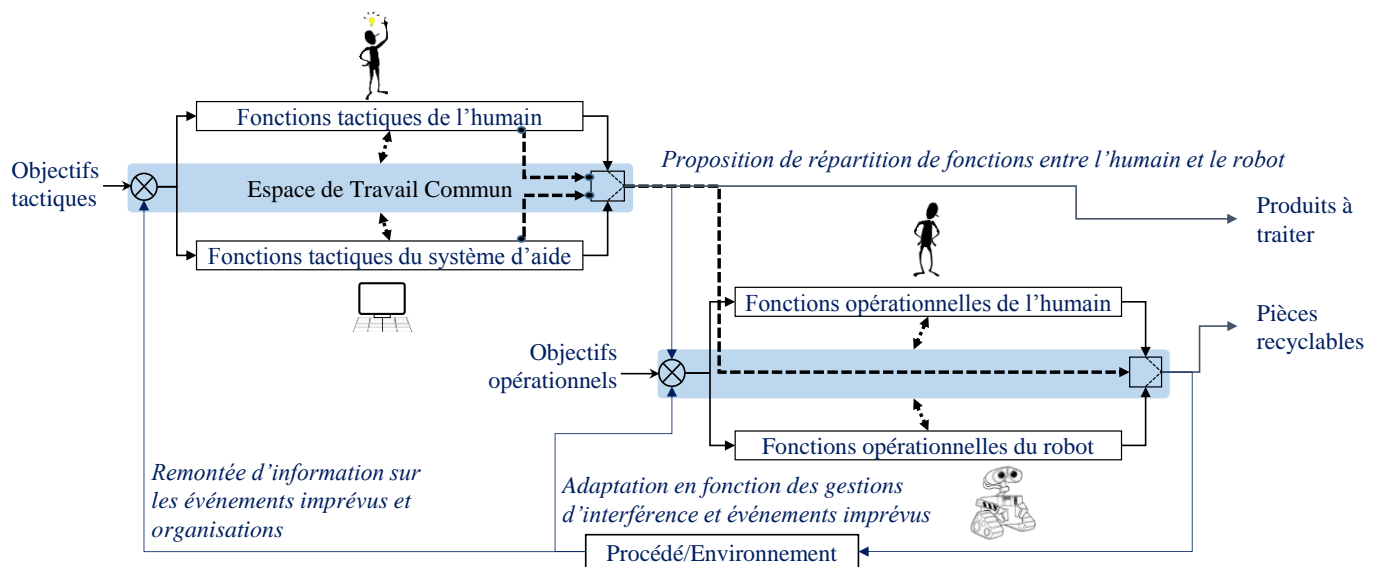 Fonctions tactiques de l’humain
Objectifs
tactiques
Espace de Travail Commun
Proposition de répartition de fonctions entre l’humain et le robot
Produits à
traiter
Fonctions tactiques du système d’aide
Fonctions opérationnelles de l’humain
Pièces
recyclables
Objectifs
opérationnels
Fonctions opérationnelles du robot
Remontée d’information sur
les événements imprévus et
organisations
Adaptation en fonction des gestions
d’interférence et événements imprévus
Procédé/Environnement